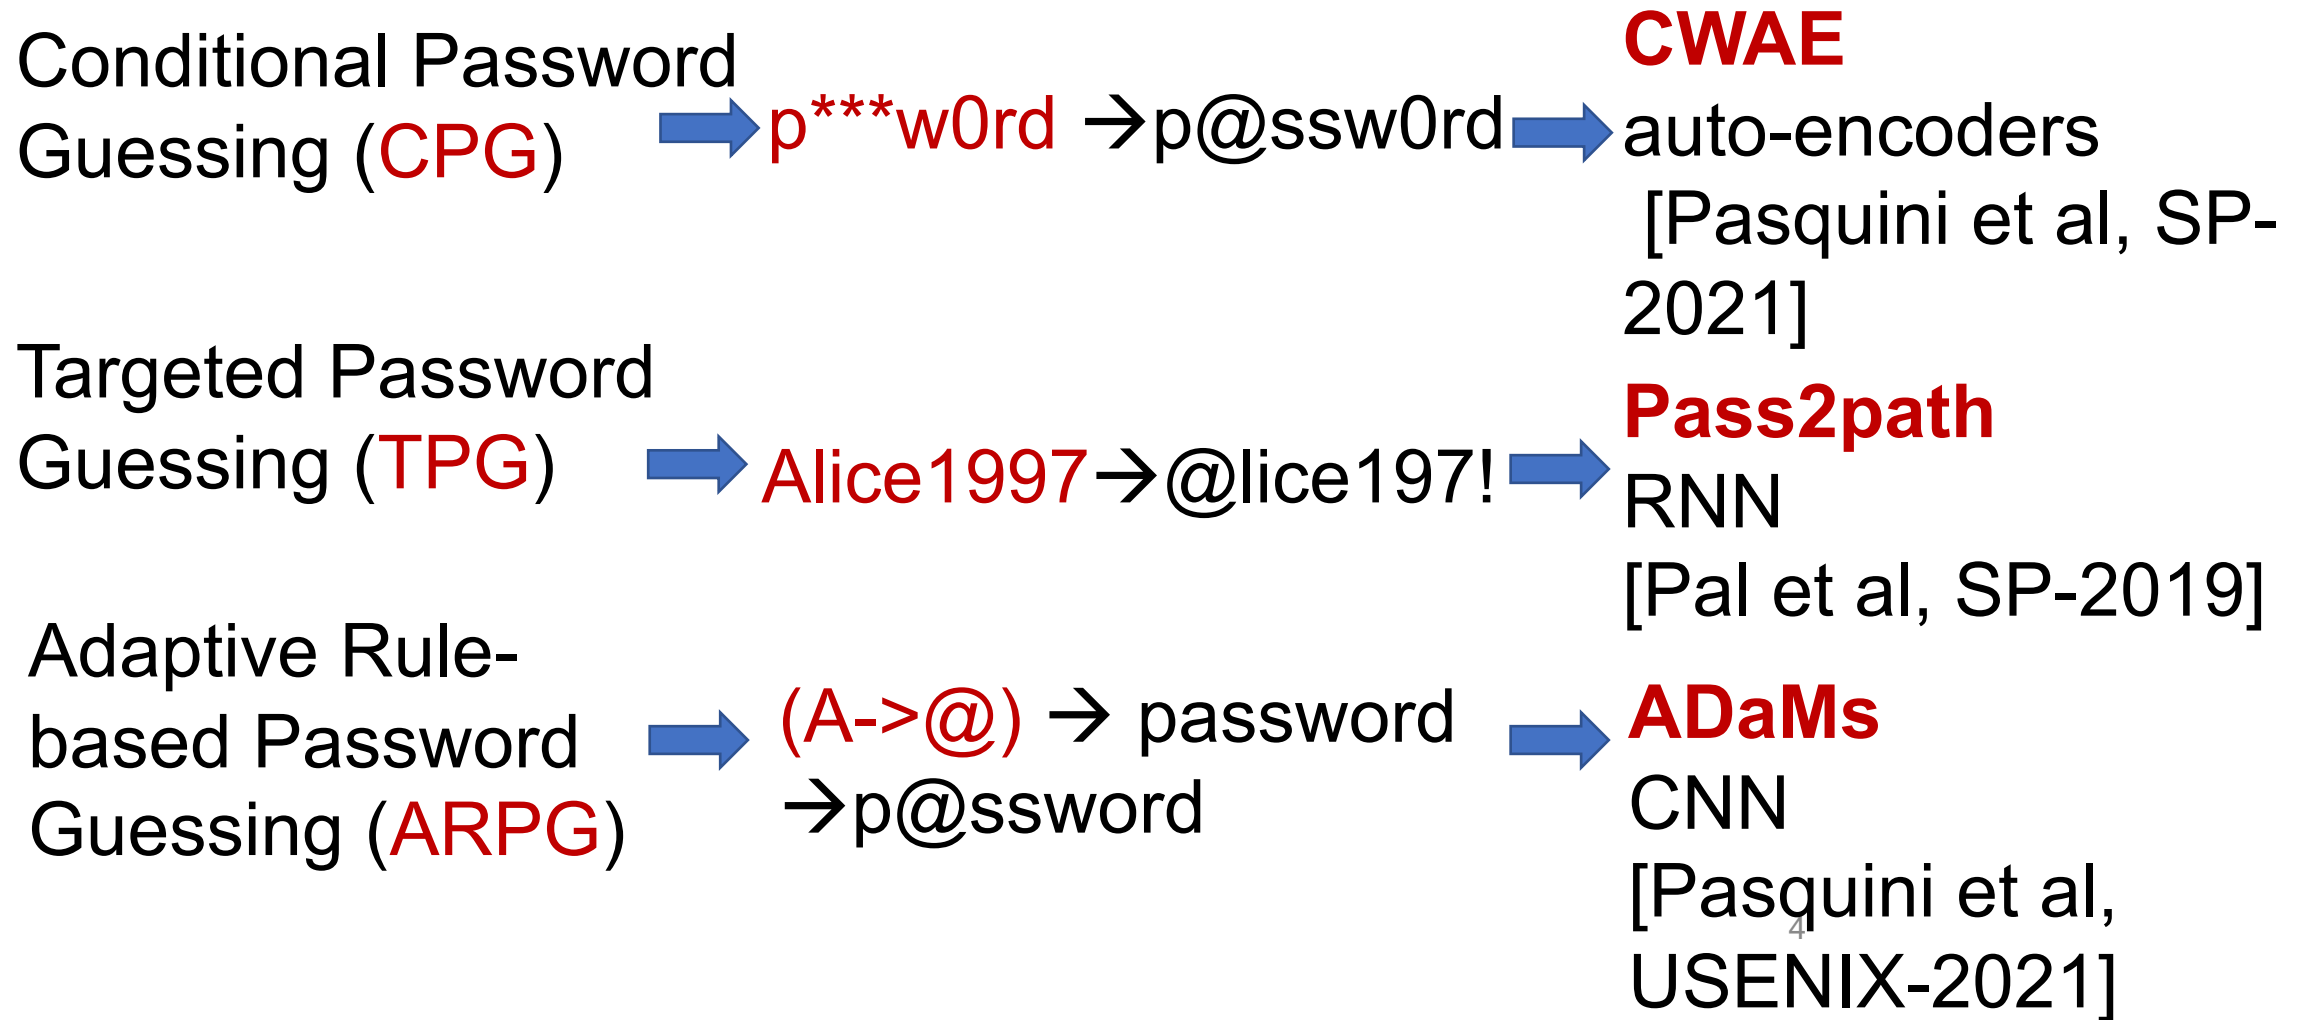 Conditional Password
Guessing (CPG)
p***w0rd →p@ssw0rd
CWAE
auto-encoders
[Pasquini et al, SP-
2021]
Targeted Password
Guessing (TPG)
Alice1997→@lice197!
Pass2path
RNN
[Pal et al, SP-2019]
Adaptive Rule-
based Password
Guessing (ARPG)
(A->@) → password
→p@ssword
ADaMs
CNN
[Pasquini et al,
USENIX-2021]
4